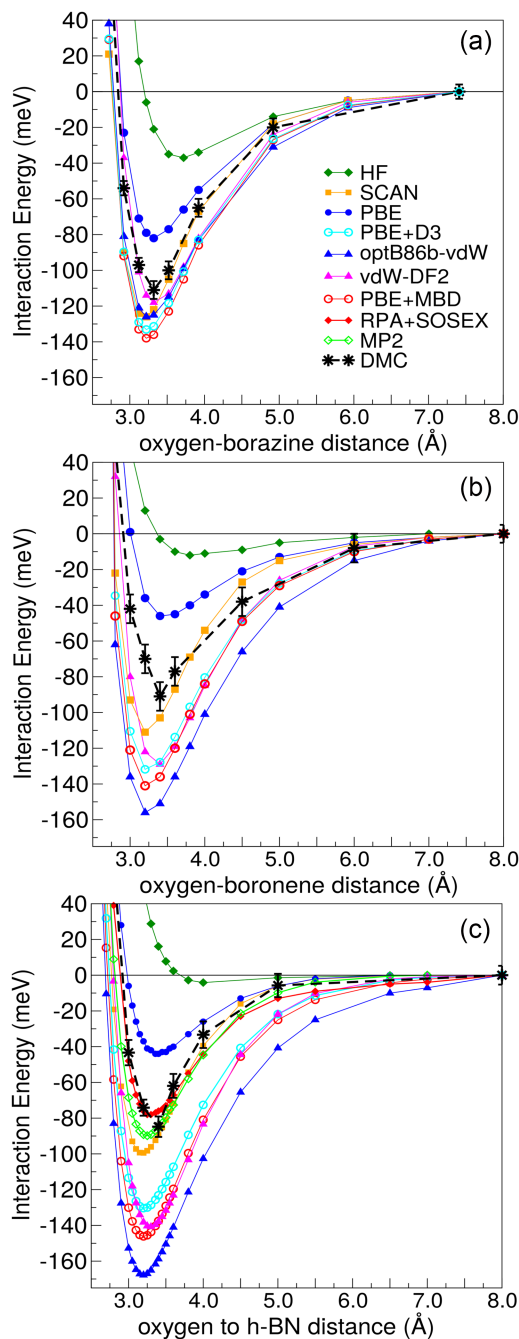 (a)
40
20
0
-20
-40
-60
-80
-100
-120
-140
-160
Interaction Energy (meV)
HF
SCAN
PBE
PBE+D3
optB86b-vdW
vdW-DF2
PBE+MBD
RPA+SOSEX
MP2
DMC
3.0 4.0 5.0 6.0 7.0 8.0
oxygen-borazine distance (Å)
(b)
40
20
0
-20
-40
-60
-80
-100
-120
-140
-160
Interaction Energy (meV)
3.0 4.0 5.0 6.0 7.0 8.0
oxygen-boronene distance (Å)
(c)
40
20
0
-20
-40
-60
-80
-100
-120
-140
-160
Interaction Energy (meV)
3.0 4.0 5.0 6.0 7.0 8.0
oxygen to h-BN distance (Å)